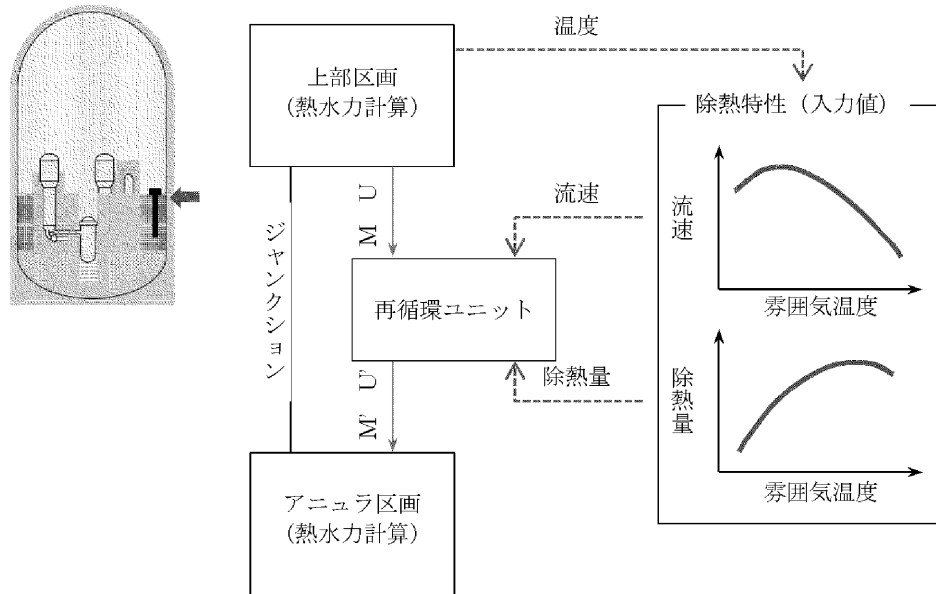 温度
上部区画
(熱水力計算)
除熱特性（入力値）
流速
雰囲気温度
M U
流速
ジャンクション
再循環ユニット
除熱量
M' U'
除熱量
雰囲気温度
アニュラ区画
(熱水力計算)